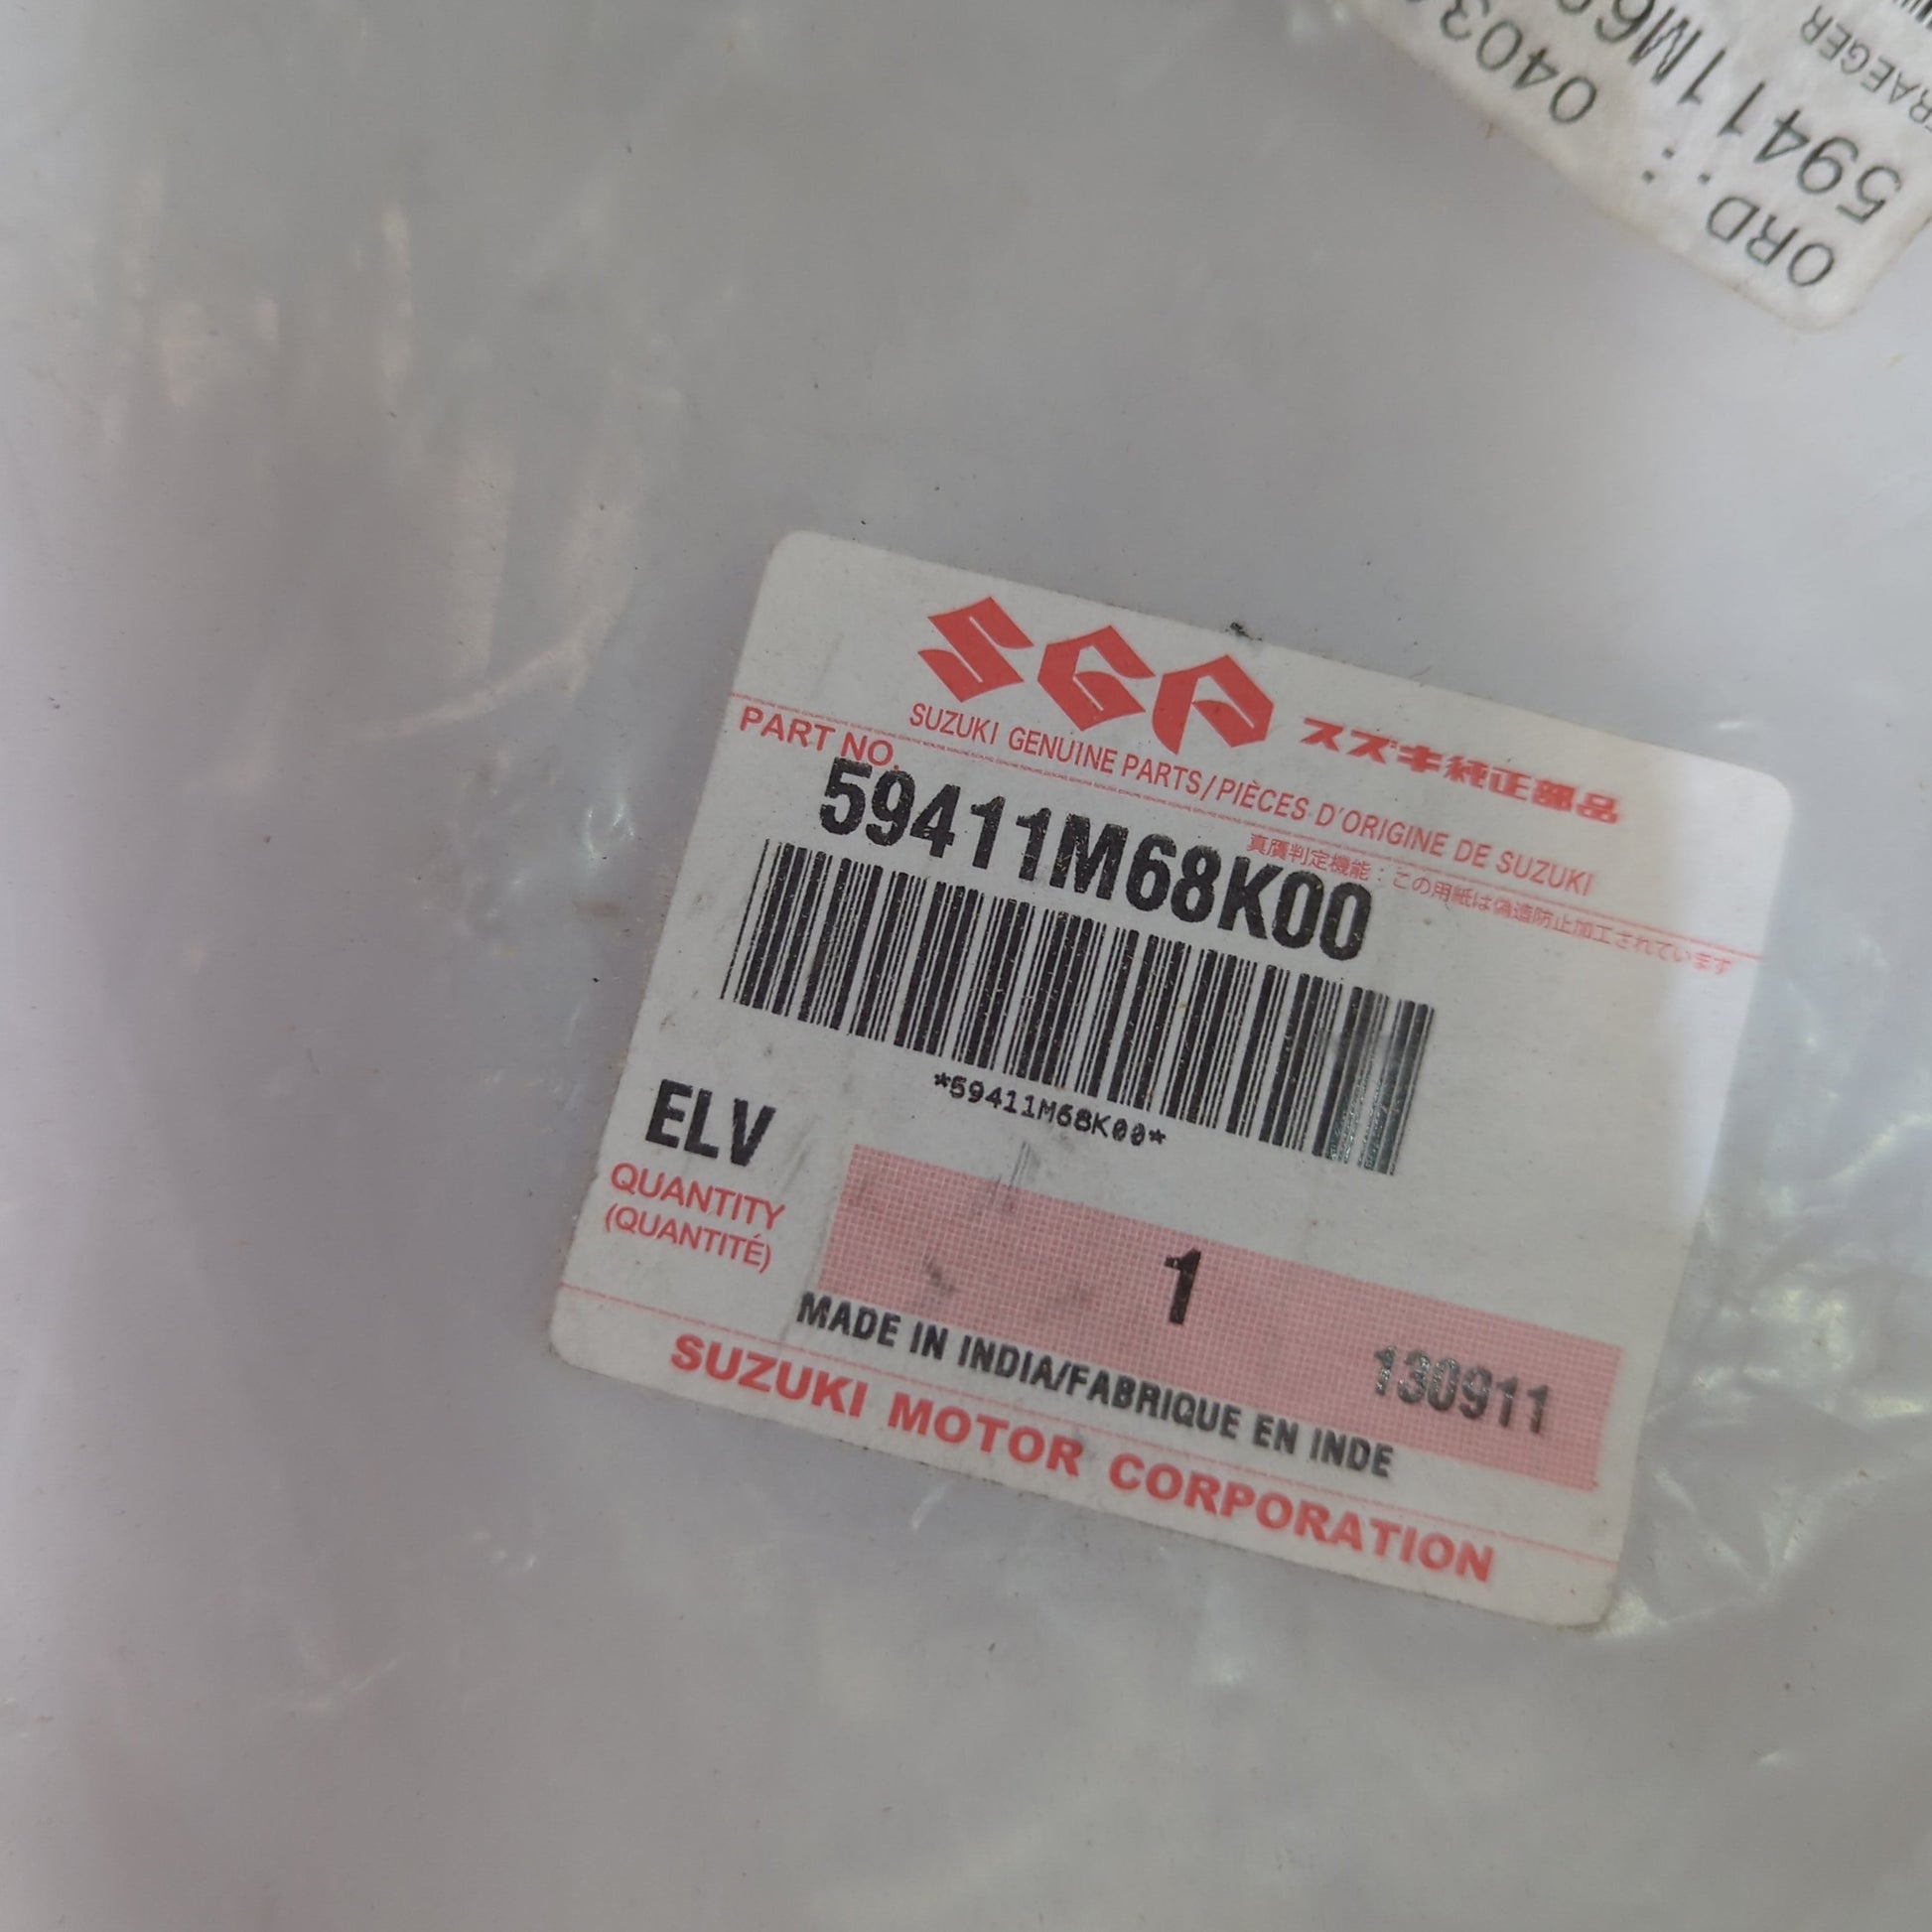 ORD.:
0403
59411M6
RAEGER
SGP スズキ純正部品
SUZUKI GENUINE PARTS/PIÈCES D'ORIGINE DE SUZUKI
PART NO.
真贋判定機能：この用紙は偽造防止加工されています
59411M68K00
*59411M68K00*
ELV
QUANTITY
(QUANTITÉ)
1
130911
MADE IN INDIA/FABRIQUE EN INDE
SUZUKI MOTOR CORPORATION